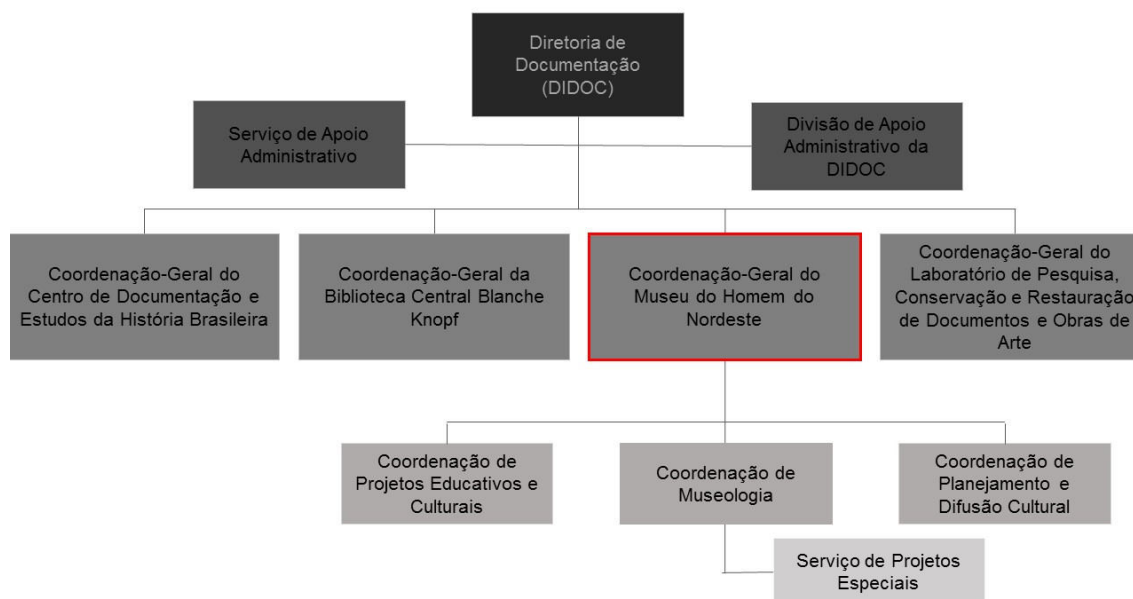 Diretoria de
Documentação
(DIDOC)
Serviço de Apoio
Administrativo
Divisão de Apoio
Administrativo da
DIDOC
Coordenação-Geral do
Centro de Documentação e
Estudos da História Brasileira
Coordenação-Geral da
Biblioteca Central Blanche
Knopf
Coordenação-Geral do
Museu do Homem do
Nordeste
Coordenação-Geral do
Laboratório de Pesquisa,
Conservação e Restauração
de Documentos e Obras de
Arte
Coordenação de
Projetos Educativos e
Culturais
Coordenação de
Museologia
Coordenação de
Planejamento e
Difusão Cultural
Serviço de Projetos
Especiais